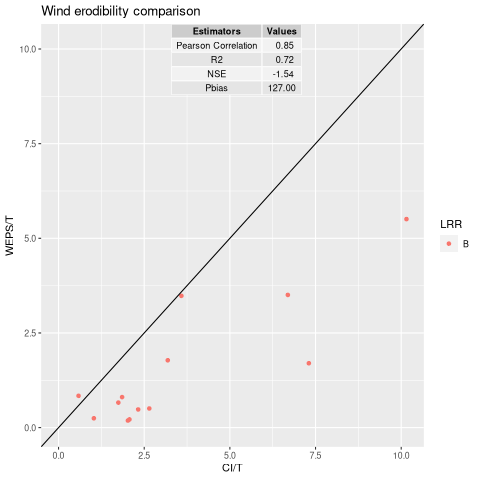 Wind erodibility comparison
Estimators Values
Pearson Correlation 0.85
R2 0.72
NSE -1.54
Pbias 127.00
10.0
7.5
5.0
2.5
0.0
WEPS/T
0.0 2.5 5.0 7.5 10.0
CI/T
LRR
B